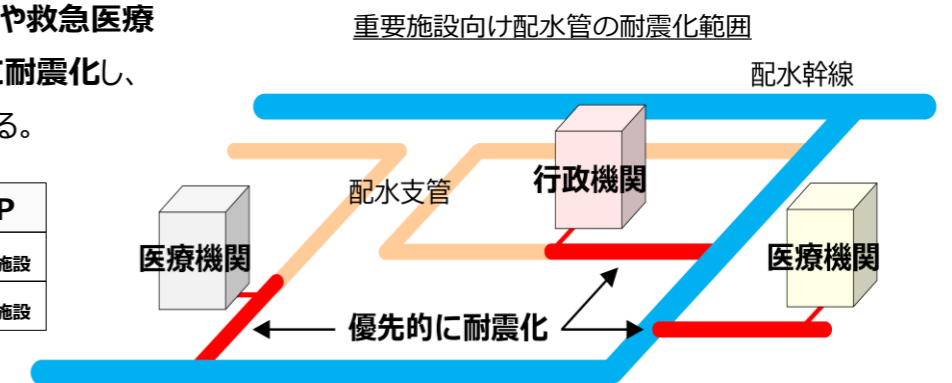 や救急医療
に耐震化し、
る。
P
施設
施設
重要施設向け配水管の耐震化範囲
配水幹線
配水支管
行政機関
医療機関
医療機関
優先的に耐震化